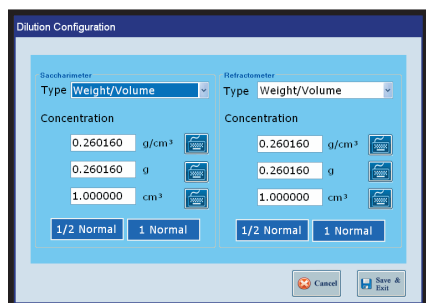 Dilution Configuration
Saccharimeter
Type Weight/Volume
Concentration
0.260160 g/cm³
0.260160 g
1.000000 cm³
1/2 Normal 1 Normal
Refractometer
Type Weight/Volume
Concentration
0.260160 g/cm³
0.260160 g
1.000000 cm³
1/2 Normal 1 Normal
Cancel
Save &
Exit